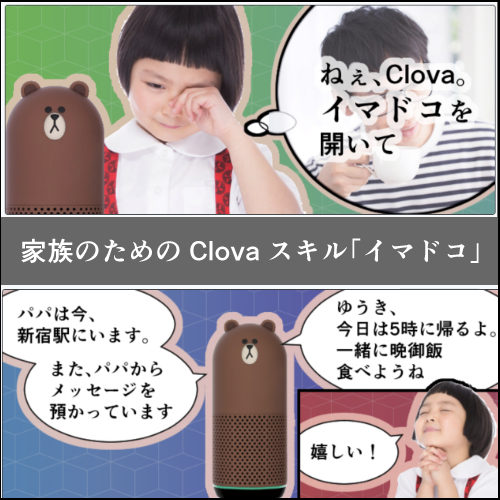 ねぇ、Clova。
イマドコを
開いて
家族のための Clova スキル「イマドコ」
パパは今、
新宿駅にいます。
また、パパから
メッセージを
預かっています
ゆうき、
今日は5時に帰るよ。
一緒に晩御飯
食べようね
嬉しい！